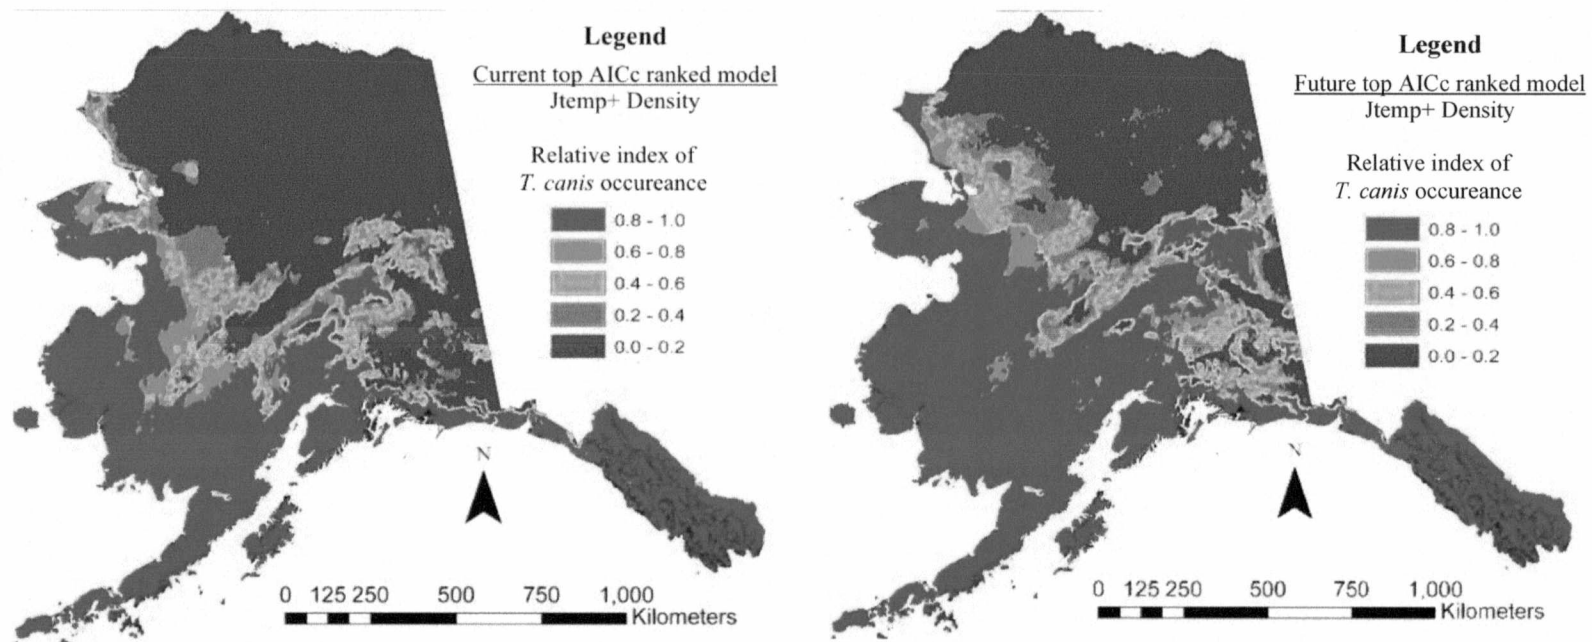 Legend
Current top AICc ranked model
Jtemp+ Density
Relative index of
T. canis occureance
0.8 - 1.0
0.6 - 0.8
0.4 - 0.6
0.2 - 0.4
0.0 - 0.2
N
0 125 250 500 750 1,000
Kilometers
Legend
Future top AICc ranked model
Jtemp+ Density
Relative index of
T. canis occureance
0.8 - 1.0
0.6 - 0.8
0.4 - 0.6
0.2 - 0.4
0.0 - 0.2
N
0 125 250 500 750 1,000
Kilometers